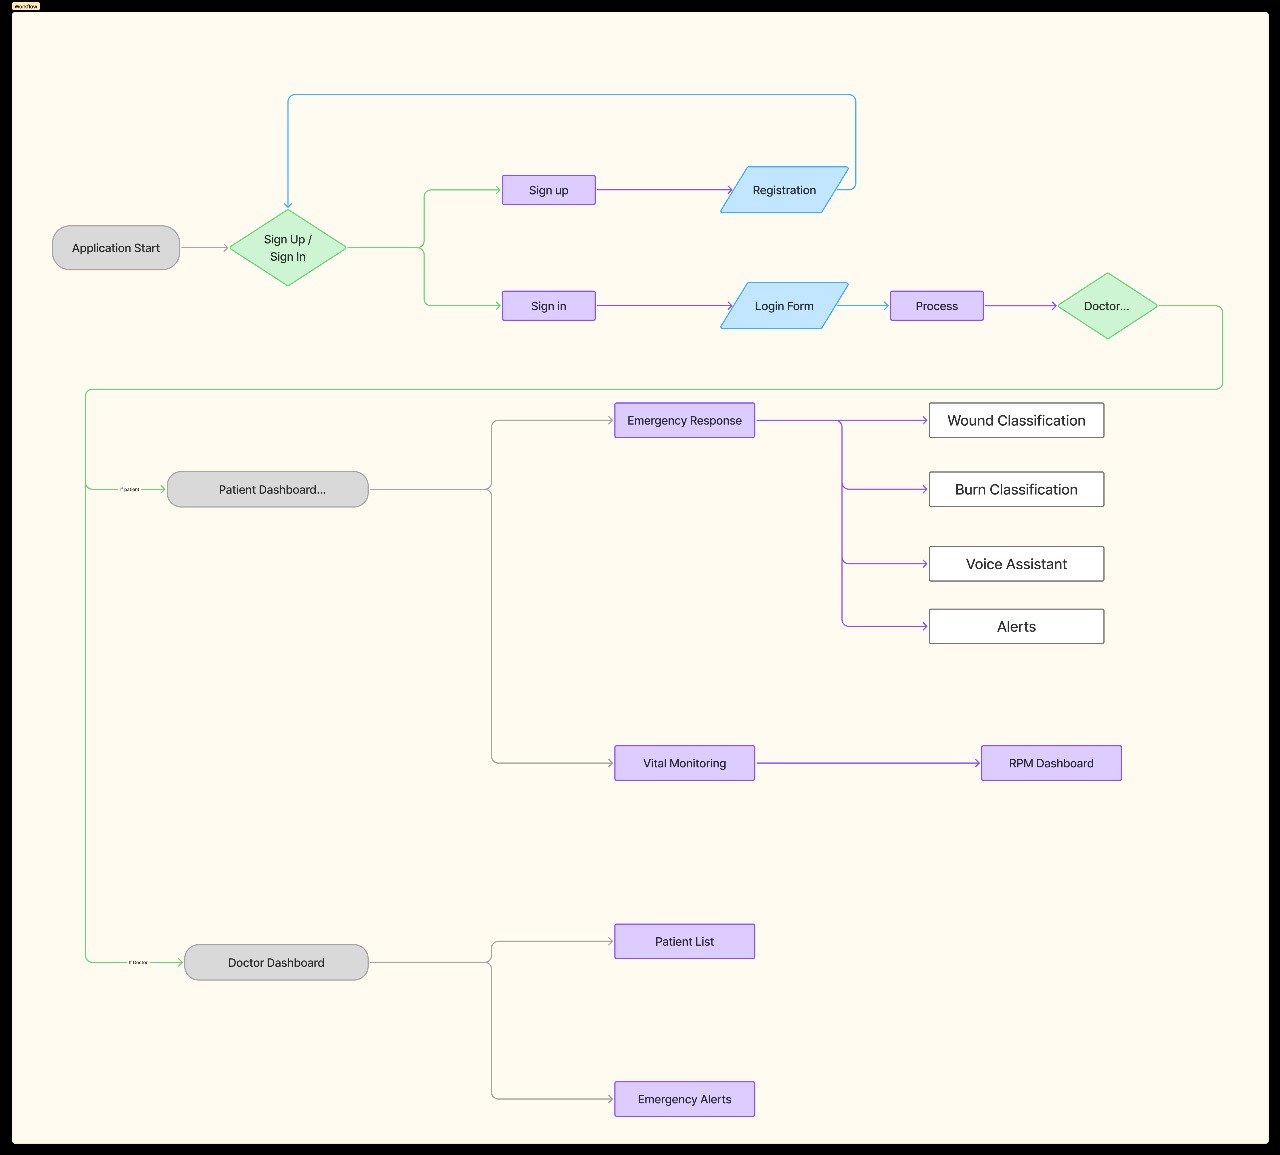 Workflow
Sign up
Registration
Application Start
Sign Up /
Sign In
Sign in
Login Form
Process
Doctor...
Emergency Response
Wound Classification
If patient
Patient Dashboard...
Burn Classification
Voice Assistant
Alerts
Vital Monitoring
RPM Dashboard
Patient List
If Doctor
Doctor Dashboard
Emergency Alerts